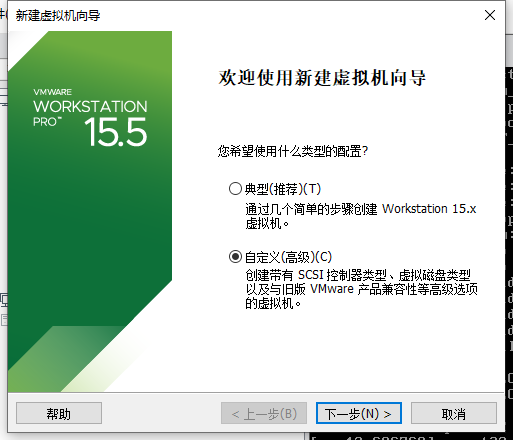 新建虚拟机向导
VMWARE
WORKSTATION
PRO™ 15.5
欢迎使用新建虚拟机向导
您希望使用什么类型的配置?
典型(推荐)(T)
通过几个简单的步骤创建 Workstation 15.x
虚拟机。
自定义(高级)(C)
创建带有 SCSI 控制器类型、虚拟磁盘类型
以及与旧版 VMware 产品兼容性等高级选项
的虚拟机。
帮助
< 上一步(B)
下一步(N) >
取消